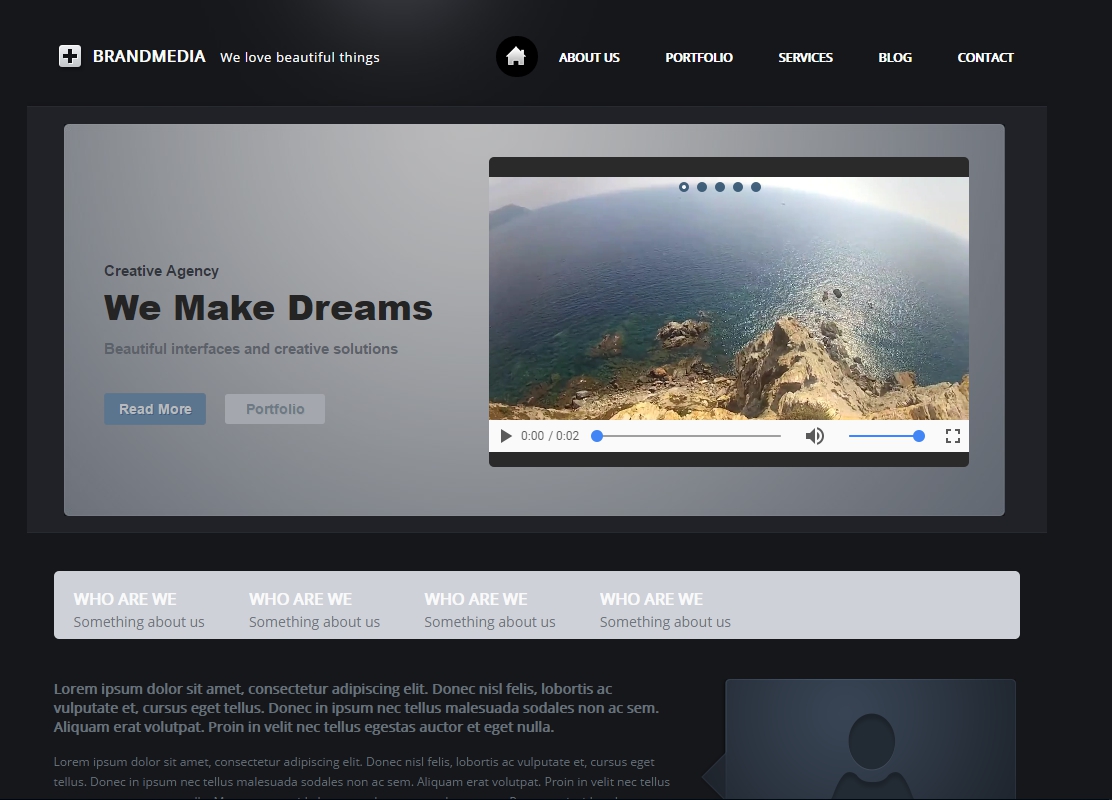 BRANDMEDIA We love beautiful things
ABOUT US PORTFOLIO SERVICES BLOG CONTACT
Creative Agency
We Make Dreams
Beautiful interfaces and creative solutions
Read More Portfolio
0:00 / 0:02
WHO ARE WE WHO ARE WE WHO ARE WE WHO ARE WE
Something about us Something about us Something about us Something about us
Lorem ipsum dolor sit amet, consectetur adipiscing elit. Donec nisl felis, lobortis ac
vulputate et, cursus eget tellus. Donec in ipsum nec tellus malesuada sodales non ac sem.
Aliquam erat volutpat. Proin in velit nec tellus egestas auctor et eget nulla.
Lorem ipsum dolor sit amet, consectetur adipiscing elit. Donec nisl felis, lobortis ac vulputate et, cursus eget
tellus. Donec in ipsum nec tellus malesuada sodales non ac sem. Aliquam erat volutpat. Proin in velit nec tellus